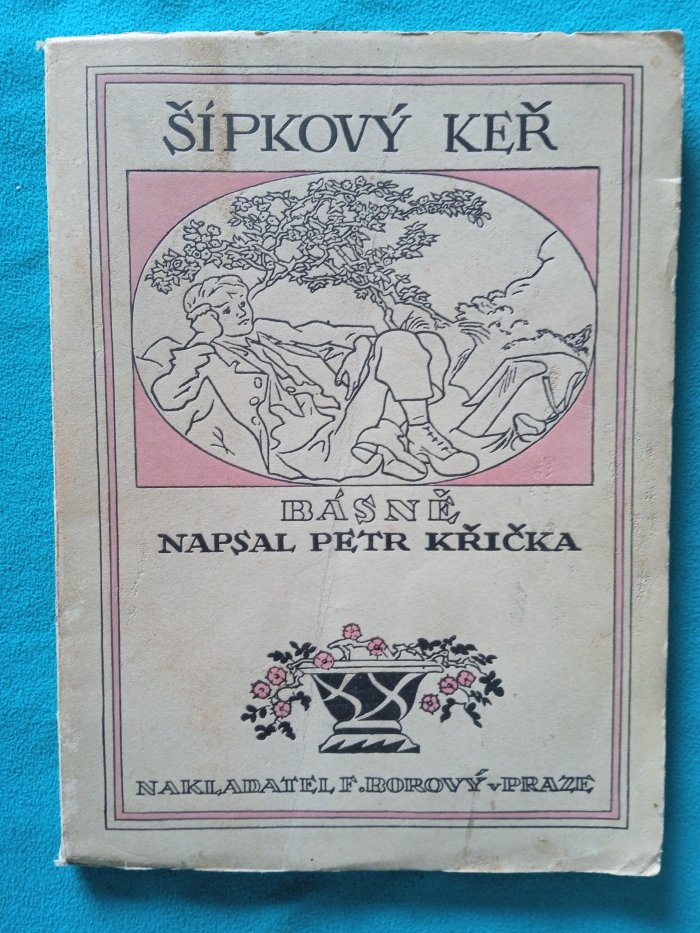 ŠÍPKOVÝ KEŘ
BÁSNĚ
NAPSAL PETR KŘIČKA
NAKLADATEL F. BOROVÝ v PRAZE